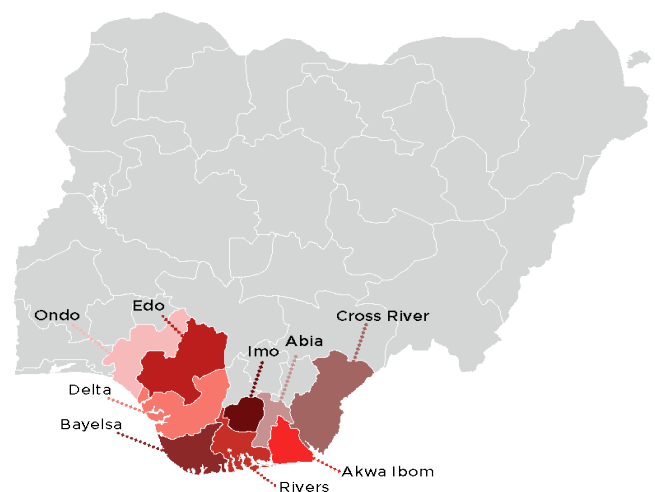 Edo
Ondo
Cross River
Abia
Imo
Delta
Bayelsa
Akwa Ibom
Rivers